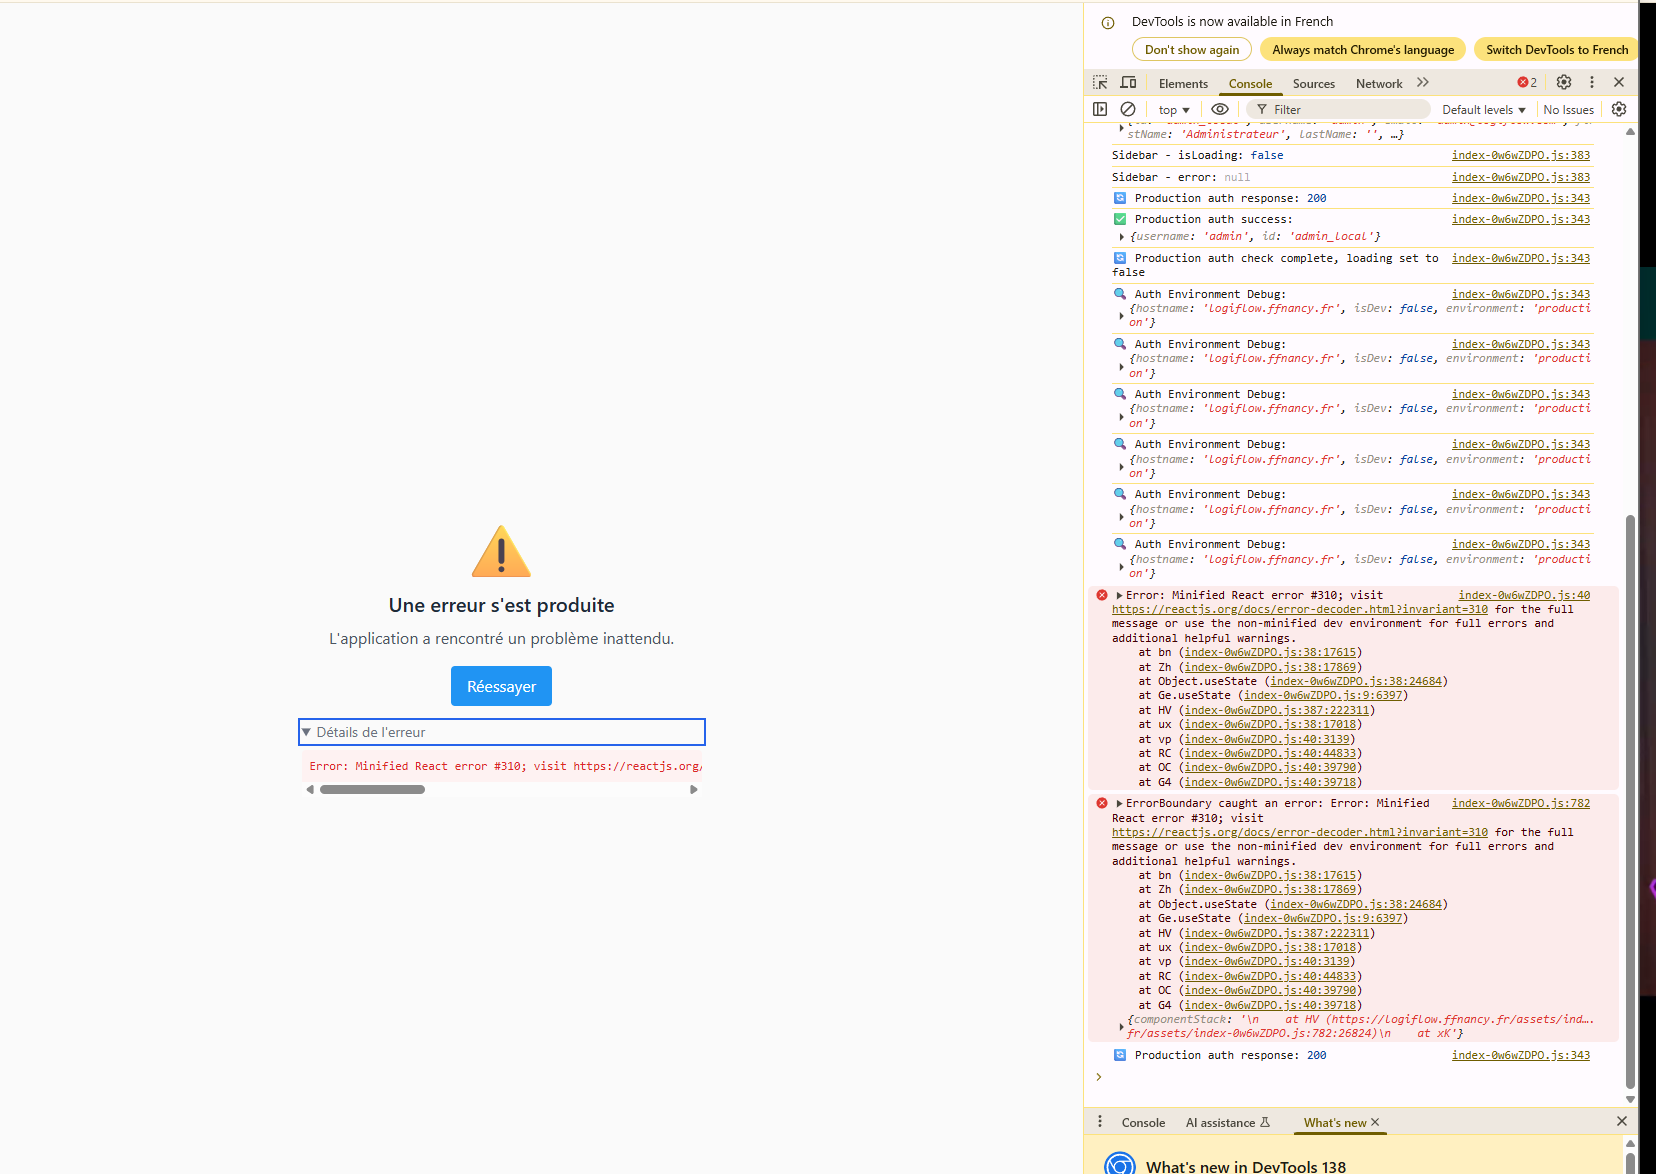 Une erreur s'est produite
L'application a rencontré un problème inattendu.
Réessayer
▼ Détails de l'erreur
Error: Minified React error #310; visit https://reactjs.org/
DevTools is now available in French
Don't show again
Always match Chrome's language
Switch DevTools to French
Elements Console Sources Network 2
top ▼ Filter Default levels ▼ No Issues
stName: 'Administrateur', lastName: '', …}
Sidebar - isLoading: false index-0w6wZDPO.js:383
Sidebar - error: null index-0w6wZDPO.js:383
Production auth response: 200 index-0w6wZDPO.js:343
Production auth success: index-0w6wZDPO.js:343
{username: 'admin', id: 'admin_local'}
Production auth check complete, loading set to index-0w6wZDPO.js:343
false
Auth Environment Debug: index-0w6wZDPO.js:343
{hostname: 'logiflow.ffnancy.fr', isDev: false, environment: 'producti
on'}
Auth Environment Debug: index-0w6wZDPO.js:343
{hostname: 'logiflow.ffnancy.fr', isDev: false, environment: 'producti
on'}
Auth Environment Debug: index-0w6wZDPO.js:343
{hostname: 'logiflow.ffnancy.fr', isDev: false, environment: 'producti
on'}
Auth Environment Debug: index-0w6wZDPO.js:343
{hostname: 'logiflow.ffnancy.fr', isDev: false, environment: 'producti
on'}
Auth Environment Debug: index-0w6wZDPO.js:343
{hostname: 'logiflow.ffnancy.fr', isDev: false, environment: 'producti
on'}
Auth Environment Debug: index-0w6wZDPO.js:343
{hostname: 'logiflow.ffnancy.fr', isDev: false, environment: 'producti
on'}
Error: Minified React error #310; visit index-0w6wZDPO.js:40
https://reactjs.org/docs/error-decoder.html?invariant=310 for the full
message or use the non-minified dev environment for full errors and
additional helpful warnings.
at bn (index-0w6wZDPO.js:38:17615)
at Zh (index-0w6wZDPO.js:38:17869)
at Object.useState (index-0w6wZDPO.js:38:24684)
at Ge.useState (index-0w6wZDPO.js:9:6397)
at HV (index-0w6wZDPO.js:387:222311)
at ux (index-0w6wZDPO.js:38:17018)
at vp (index-0w6wZDPO.js:40:3139)
at RC (index-0w6wZDPO.js:40:44833)
at OC (index-0w6wZDPO.js:40:39790)
at G4 (index-0w6wZDPO.js:40:39718)
ErrorBoundary caught an error: Error: Minified index-0w6wZDPO.js:782
React error #310; visit
https://reactjs.org/docs/error-decoder.html?invariant=310 for the full
message or use the non-minified dev environment for full errors and
additional helpful warnings.
at bn (index-0w6wZDPO.js:38:17615)
at Zh (index-0w6wZDPO.js:38:17869)
at Object.useState (index-0w6wZDPO.js:38:24684)
at Ge.useState (index-0w6wZDPO.js:9:6397)
at HV (index-0w6wZDPO.js:387:222311)
at ux (index-0w6wZDPO.js:38:17018)
at vp (index-0w6wZDPO.js:40:3139)
at RC (index-0w6wZDPO.js:40:44833)
at OC (index-0w6wZDPO.js:40:39790)
at G4 (index-0w6wZDPO.js:40:39718)
{componentStack: '\n    at HV (https://logiflow.ffnancy.fr/assets/ind….
fr/assets/index-0w6wZDPO.js:782:26824)\n    at xK'}
Production auth response: 200 index-0w6wZDPO.js:343
Console AI assistance What's new
What's new in DevTools 138